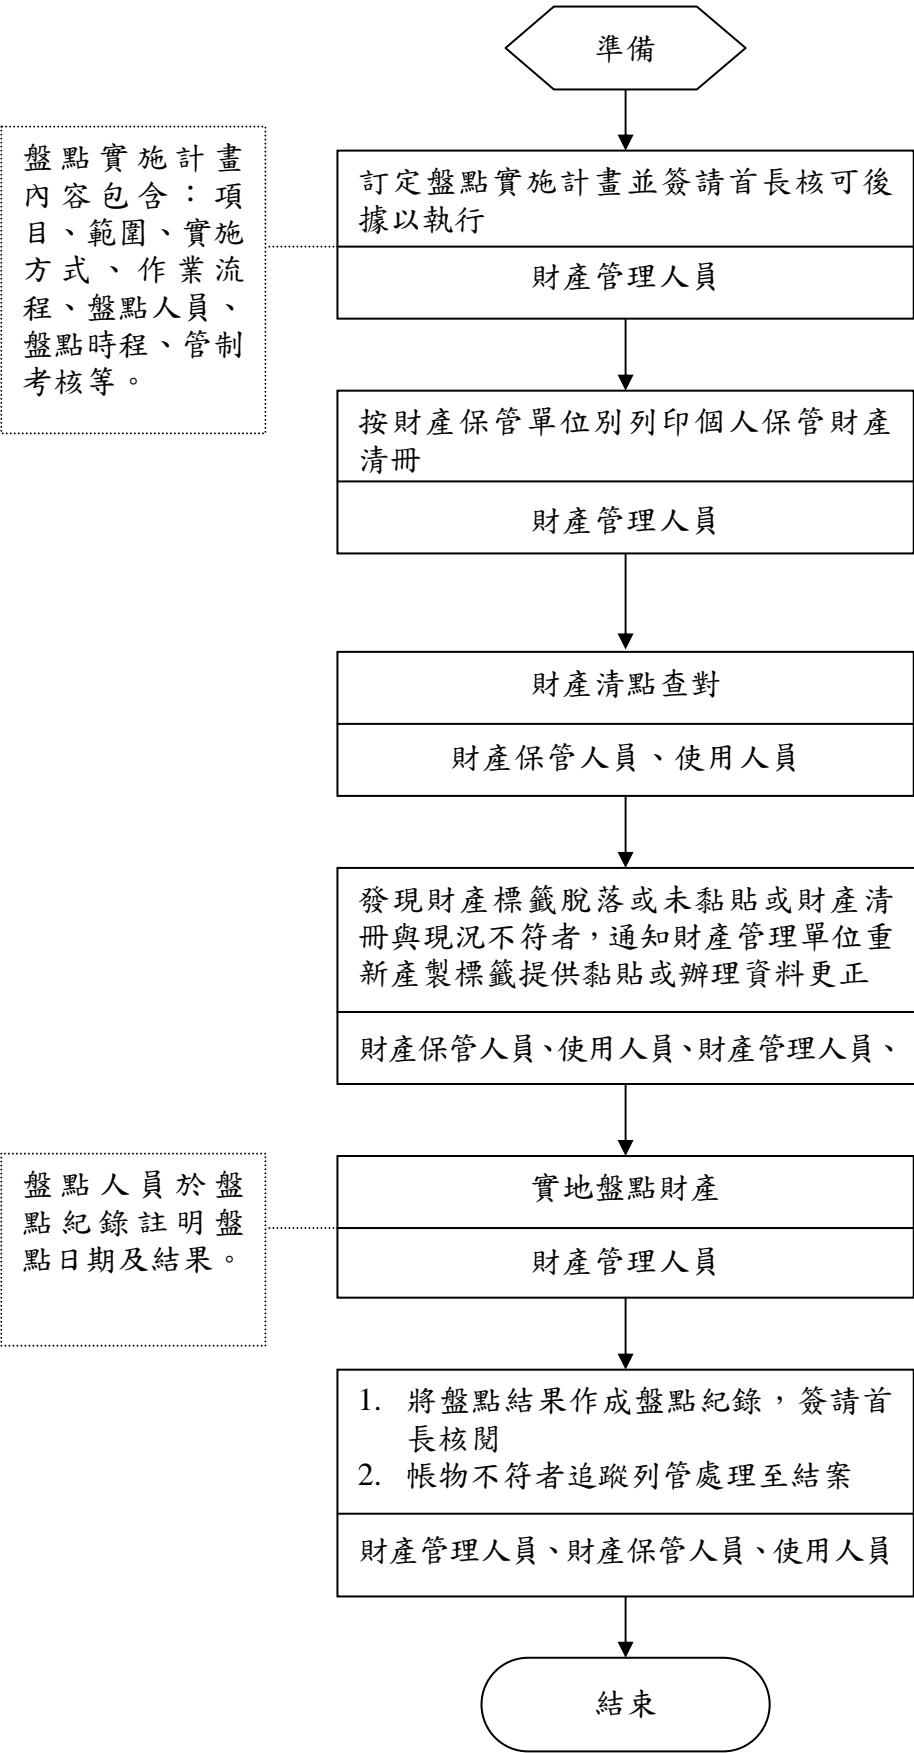 準備
盤點實施計畫
內容包含：項
目、範圍、實施
方式、作業流
程、盤點人員、
盤點時程、管制
考核等。
訂定盤點實施計畫並簽請首長核可後
據以執行
財產管理人員
按財產保管單位別列印個人保管財產
清冊
財產管理人員
財產清點查對
財產保管人員、使用人員
發現財產標籤脫落或未黏貼或財產清
冊與現況不符者，通知財產管理單位重
新產製標籤提供黏貼或辦理資料更正
財產保管人員、使用人員、財產管理人員、
盤點人員於盤
點紀錄註明盤
點日期及結果。
實地盤點財產
財產管理人員
1. 將盤點結果作成盤點紀錄，簽請首
長核閱
2. 帳物不符者追蹤列管處理至結案
財產管理人員、財產保管人員、使用人員
結束